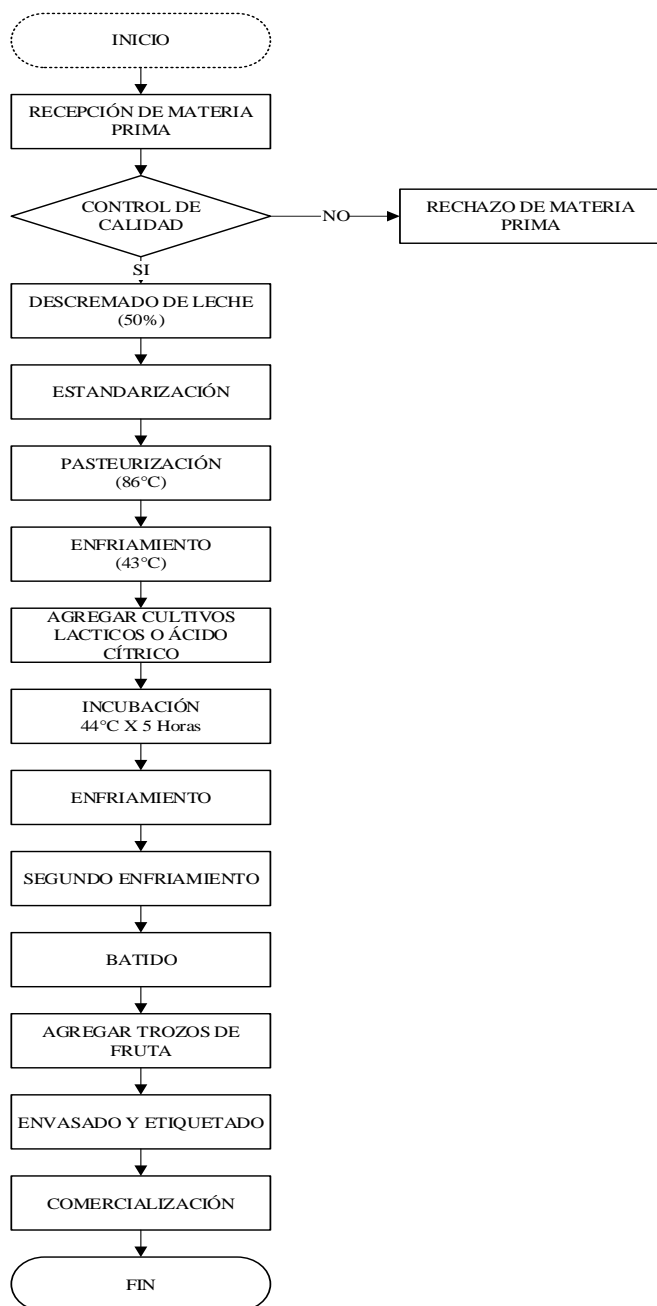 INICIO
RECEPCIÓN DE MATERIA
PRIMA
CONTROL DE
CALIDAD
NO
RECHAZO DE MATERIA
PRIMA
SI
DESCREMADO DE LECHE
(50%)
ESTANDARIZACIÓN
PASTEURIZACIÓN
(86°C)
ENFRIAMIENTO
(43°C)
AGREGAR CULTIVOS
LACTICOS O ÁCIDO
CÍTRICO
INCUBACIÓN
44°C X 5 Horas
ENFRIAMIENTO
SEGUNDO ENFRIAMIENTO
BATIDO
AGREGAR TROZOS DE
FRUTA
ENVASADO Y ETIQUETADO
COMERCIALIZACIÓN
FIN